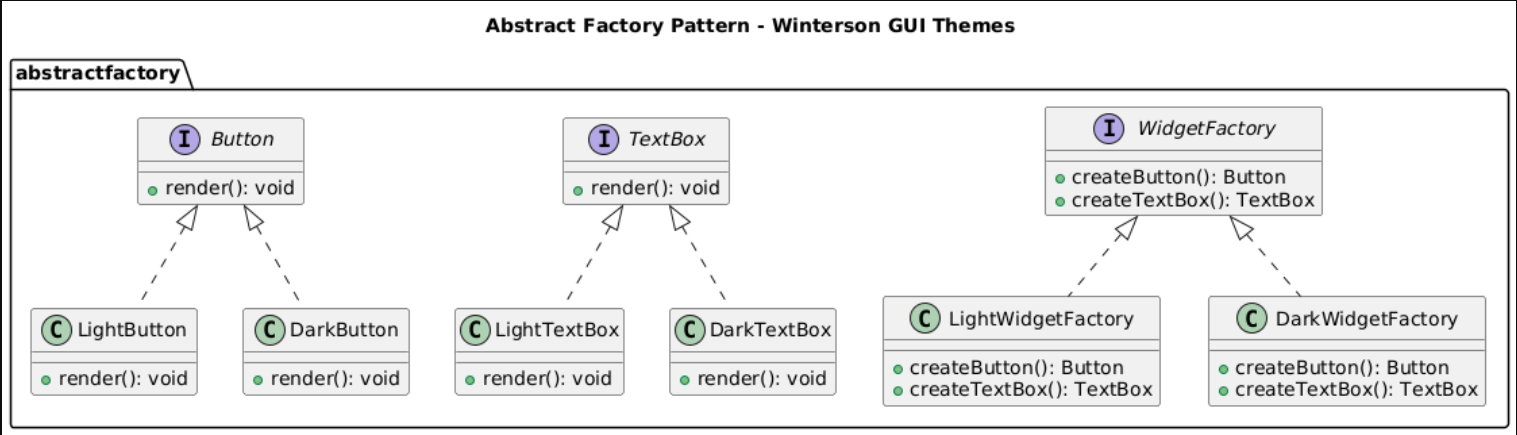 Abstract Factory Pattern - Winterson GUI Themes
abstractfactory
I Button
+ render(): void
I TextBox
+ render(): void
I WidgetFactory
createButton(): Button
createTextBox(): TextBox
C LightButton
render(): void
C DarkButton
render(): void
C LightTextBox
render(): void
C DarkTextBox
render(): void
C LightWidgetFactory
createButton(): Button
createTextBox(): TextBox
C DarkWidgetFactory
createButton(): Button
createTextBox(): TextBox